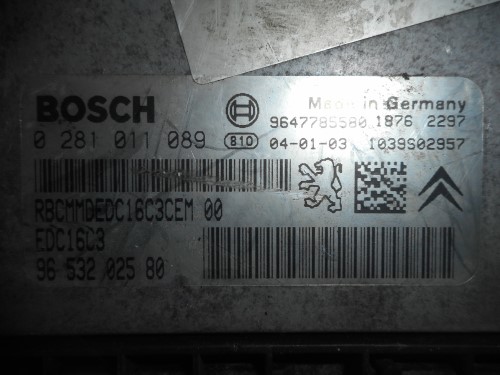 BOSCH
Made in Germany
9647785580 1876 2297
0 281 011 089 810 04-01-03 1039S02957
RBCMMDEDC16C3CEM 00
EDC16C3
96 532 025 80